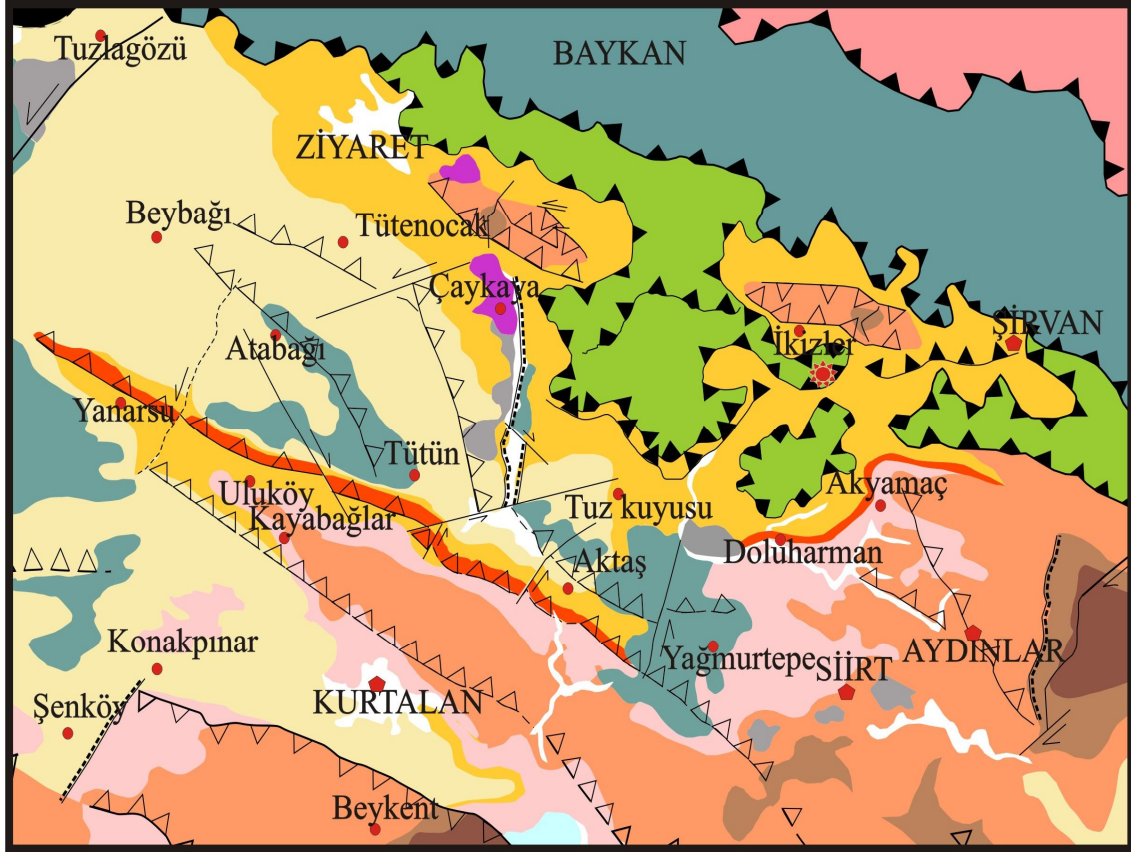 Tuzlagözü
BAYKAN
ZİYARET
Beybağı
Tütenocak
Çaykaya
ŞİRVAN
Atabağı
İkizler
Yanarsu
Tütün
Uluköy
Tuz kuyusu
Akyamaç
Kayabağlar
Doluharman
Aktaş
Konakpınar
Yağmurtepe
SİİRT
AYDINLAR
Şenköy
KURTALAN
Beykent